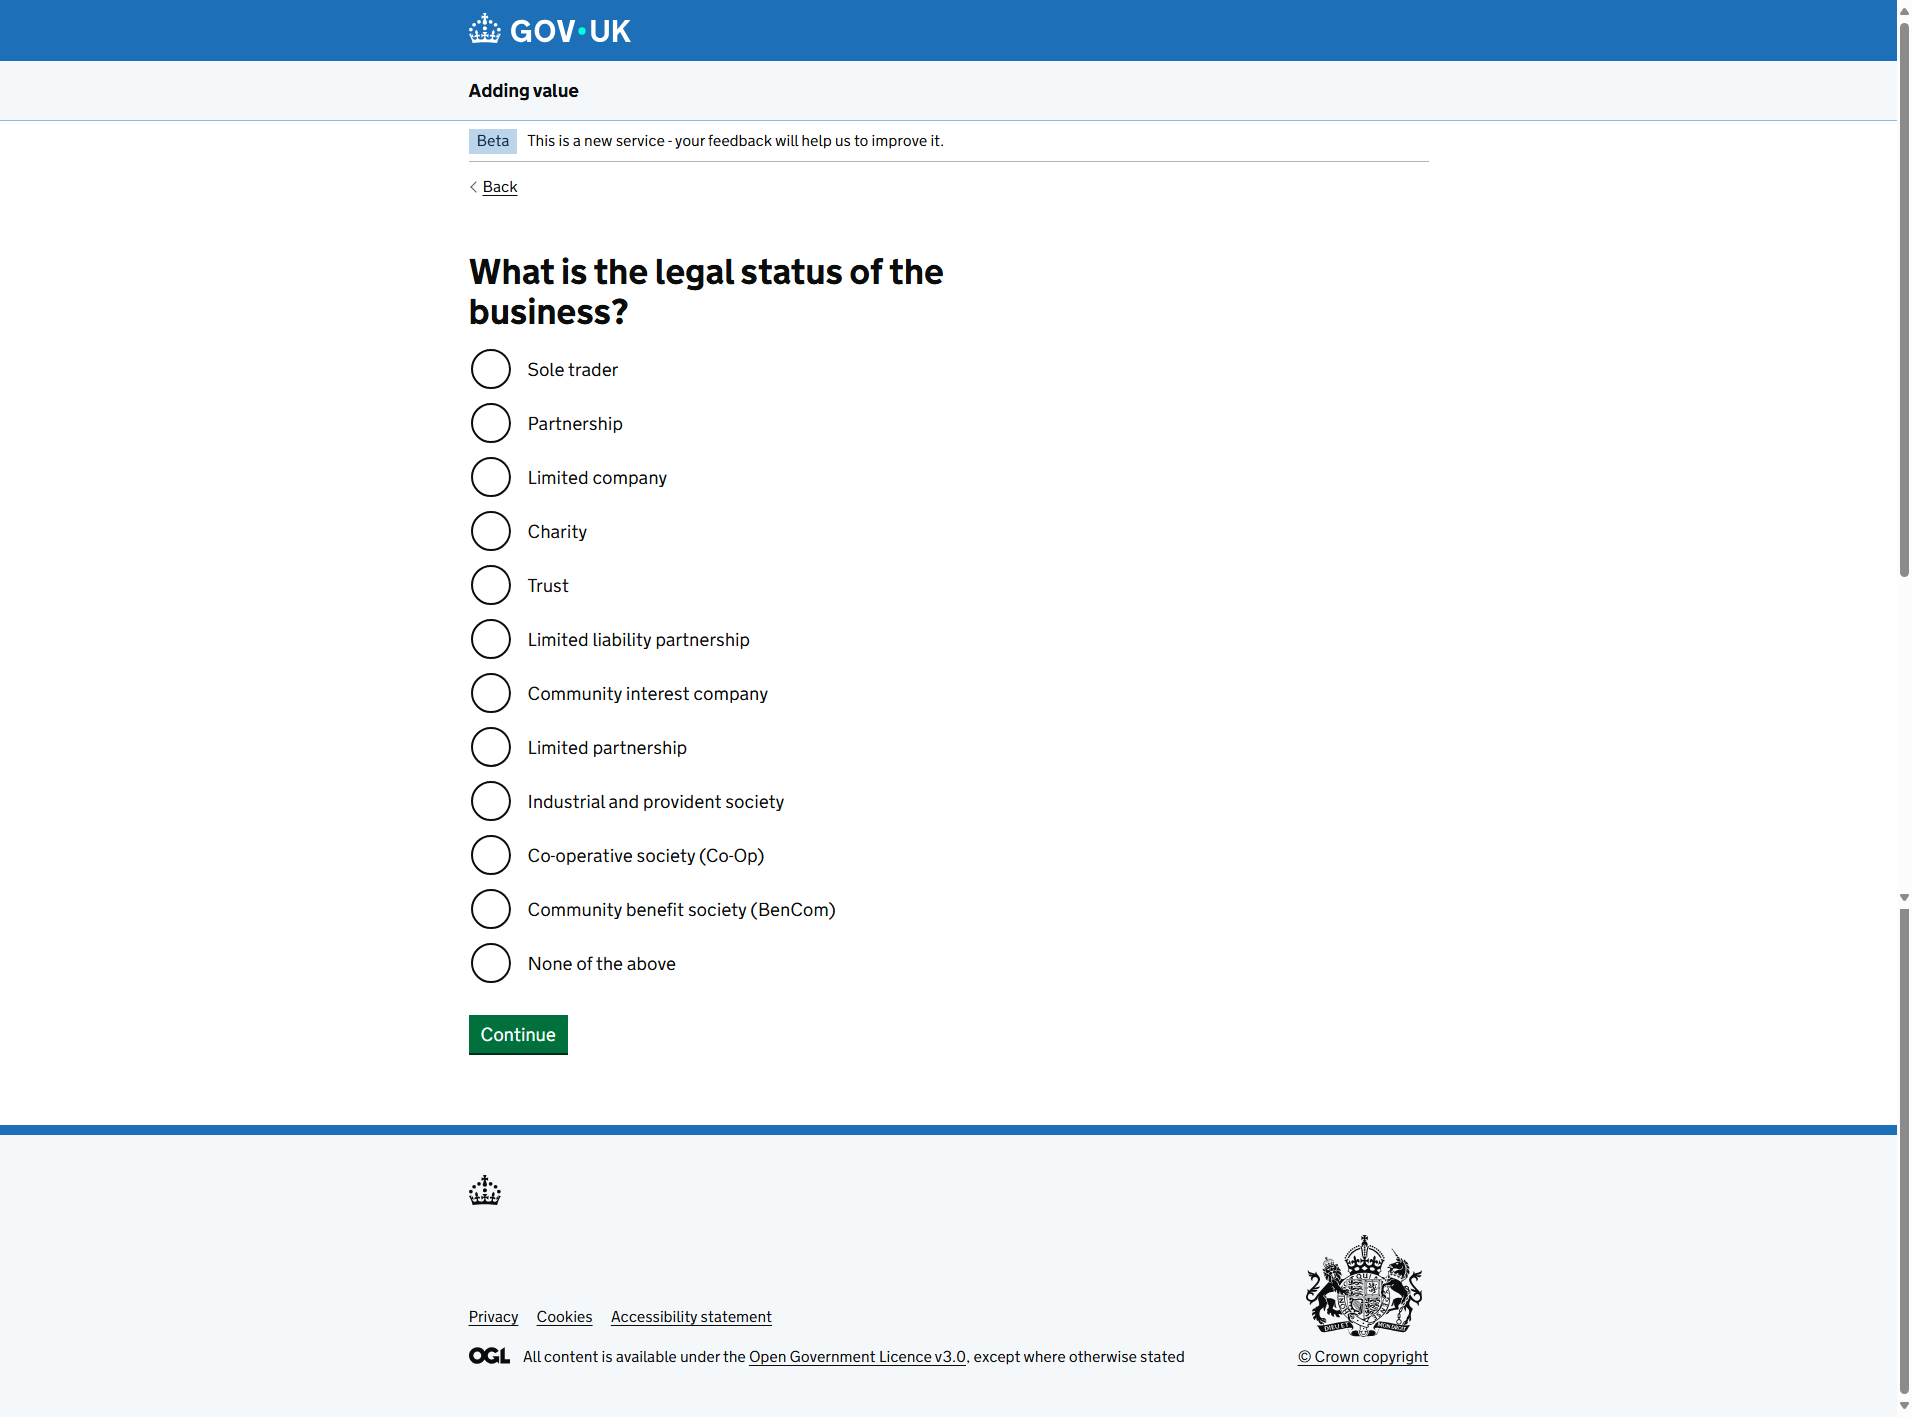 GOV·UK
Adding value
Beta This is a new service - your feedback will help us to improve it.
Back
What is the legal status of the
business?
Sole trader
Partnership
Limited company
Charity
Trust
Limited liability partnership
Community interest company
Limited partnership
Industrial and provident society
Co-operative society (Co-Op)
Community benefit society (BenCom)
None of the above
Continue
Privacy Cookies Accessibility statement
OGL All content is available under the Open Government Licence v3.0, except where otherwise stated
© Crown copyright